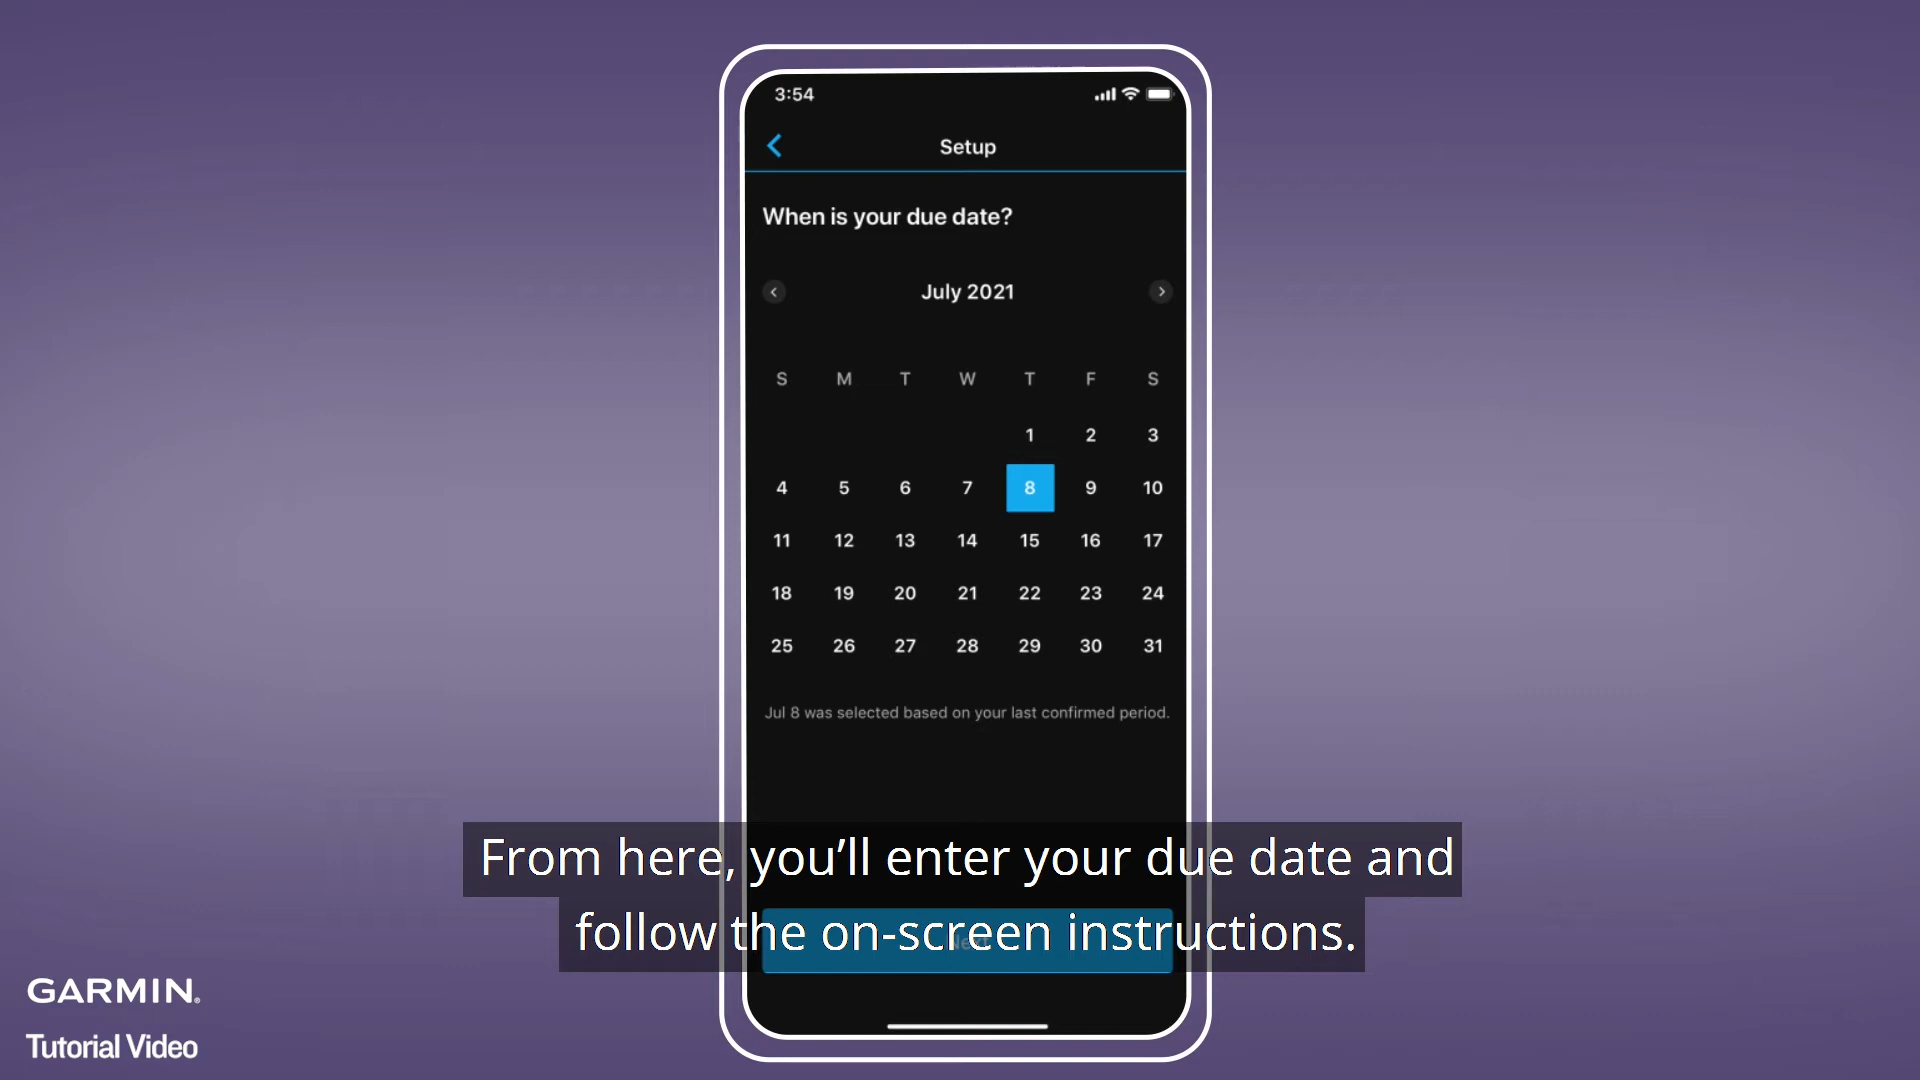 3:54
Setup
When is your due date?
July 2021
S M T W T F S
1 2 3
4 5 6 7 8 9 10
11 12 13 14 15 16 17
18 19 20 21 22 23 24
25 26 27 28 29 30 31
Jul 8 was selected based on your last confirmed period.
From here, you’ll enter your due date and
follow the on-screen instructions.
GARMIN®
Tutorial Video